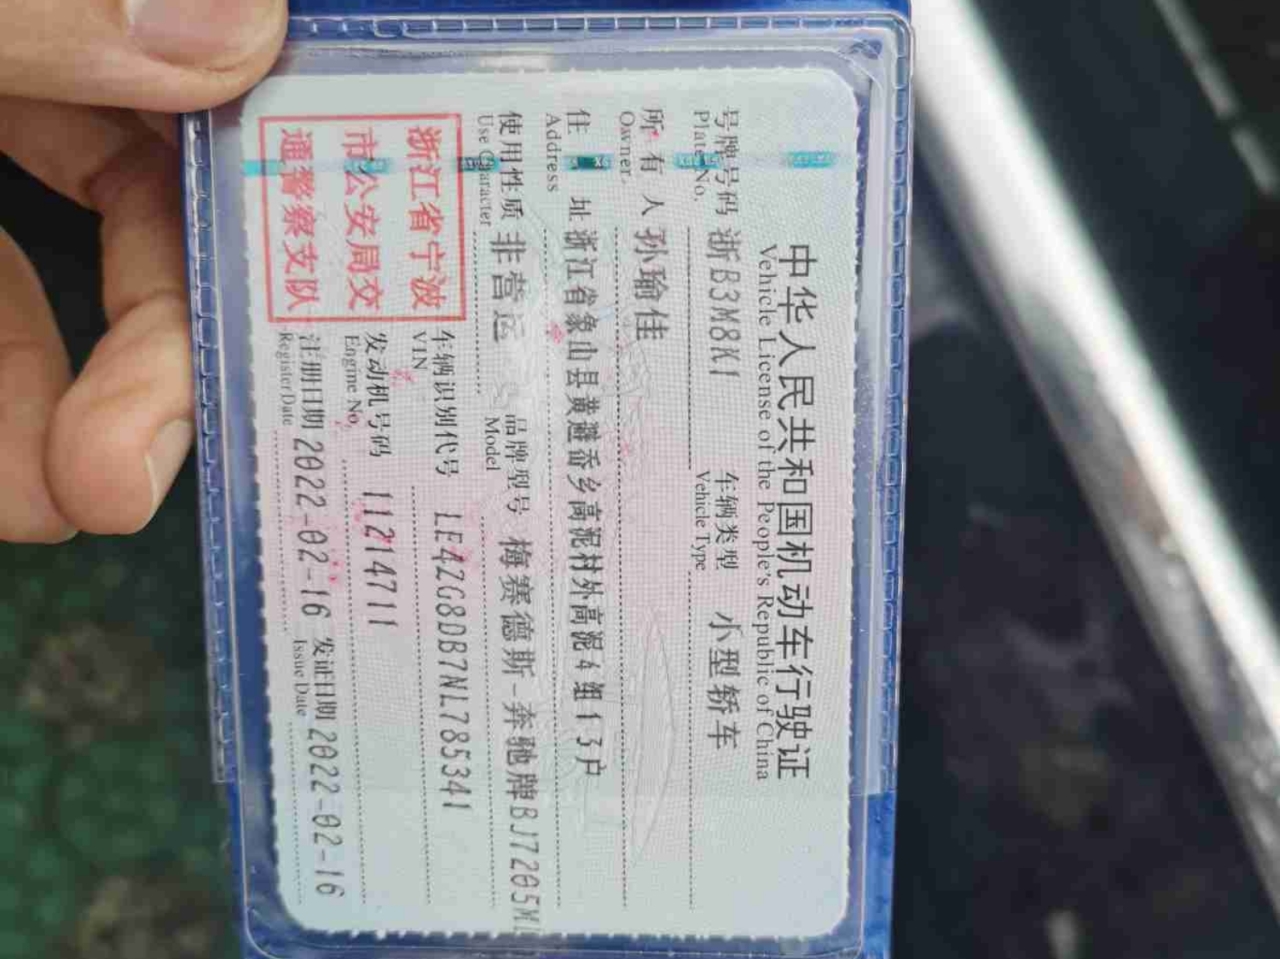 中华人民共和国机动车行驶证
Vehicle License of the People's Republic of China
号牌号码 浙B3M8K1 车辆类型 小型轿车
Plate No. Vehicle Type
所有人 孙瑜佳
Owner
住址 浙江省象山县黄避岙乡高泥村外高泥4组13户
Address
使用性质 非营运 品牌型号 梅赛德斯-奔驰牌BJ7205M
Use Character Model
浙江省宁波
市公安局交
通警察支队
车辆识别代号 LE4ZG8DB7NL785341
VIN
发动机号码 11214711
Engine No.
注册日期 2022-02-16 发证日期 2022-02-16
Register Date Issue Date